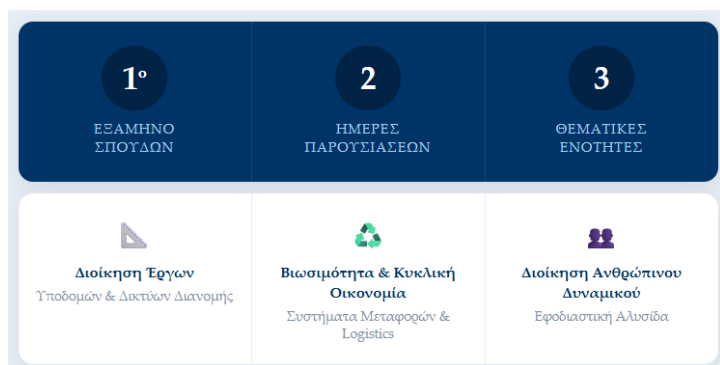 1º
ΕΞΑΜΗΝΟ
ΣΠΟΥΔΩΝ
2
ΗΜΕΡΕΣ
ΠΑΡΟΥΣΙΑΣΕΩΝ
3
ΘΕΜΑΤΙΚΕΣ
ΕΝΟΤΗΤΕΣ
Διοίκηση Έργων
Υποδομών & Δικτύων Διανομής
Βιωσιμότητα & Κυκλική
Οικονομία
Συστήματα Μεταφορών &
Logistics
Διοίκηση Ανθρώπινου
Δυναμικού
Εφοδιαστική Αλυσίδα